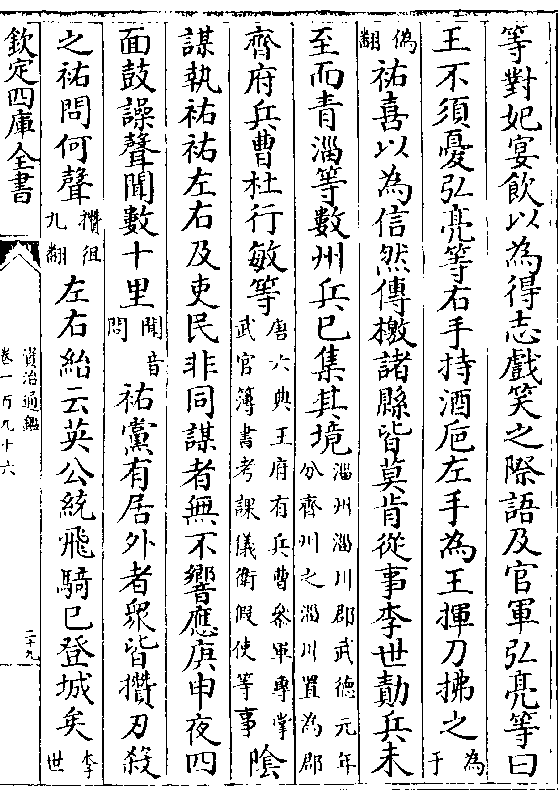 等對妃宴飲以為得志戲笑之際語及官軍弘亮等曰
王不須憂弘亮等右手持酒巵左手為王揮刀拂之為于
偽翻祐喜以為信然傳檄諸縣皆莫肯從事李世勣兵未
至而青淄等數州兵已集其境淄州淄川郡武德元年分齊州之淄川置為郡
齊府兵曹杜行敏等唐六典王府有兵曹參軍專掌武官簿書考課儀衛假使等事隂
謀執祐祐左右及吏民非同謀者無不響應庚申夜四
面鼓譟聲聞數十里聞音問祐黨有居外者衆皆攢刃殺
之祐問何聲攢徂九翻左右紿云英公統飛騎已登城矣李世
欽定四庫全書
資治通鑑
卷一百九十六
二十九